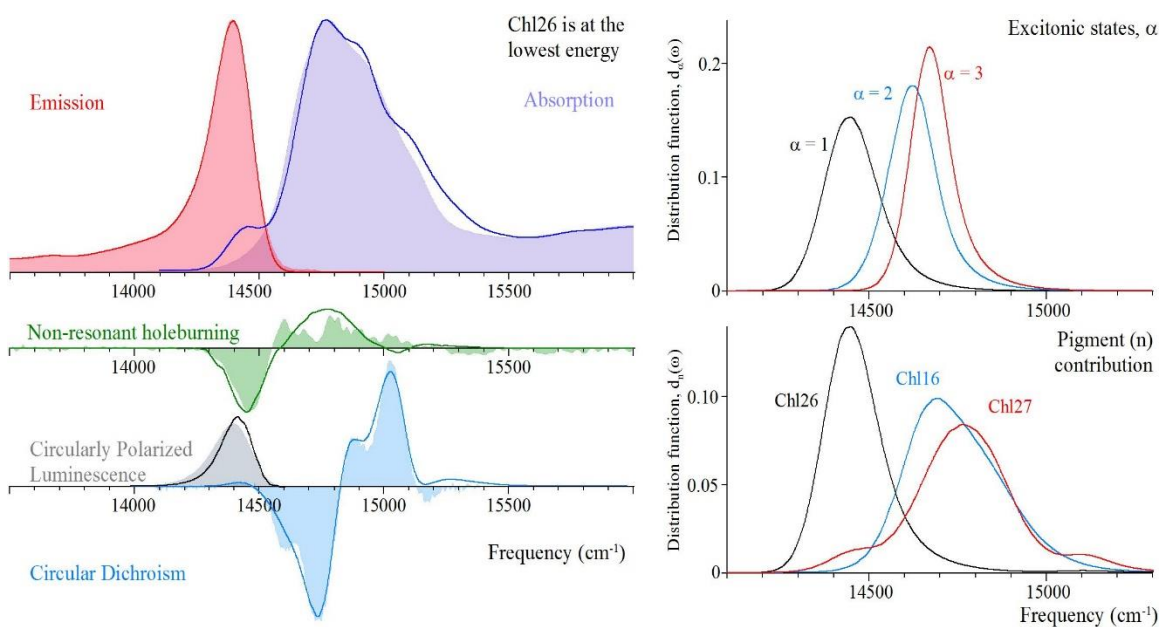 Chl26 is at the
lowest energy
Emission
Absorption
14000
14500
15000
15500
Non-resonant holeburning
14000
15500
Circularly Polarized
Luminescence
14000
14500
15000
15500
Frequency (cm-1)
Circular Dichroism
Excitonic states, α
Distribution function, dα(ω)
0.2
0.1
0
α = 1
α = 2
α = 3
14500
15000
Pigment (n)
contribution
Distribution function, dn(ω)
0.10
0.05
0
Chl26
Chl16
Chl27
14500
15000
Frequency (cm-1)